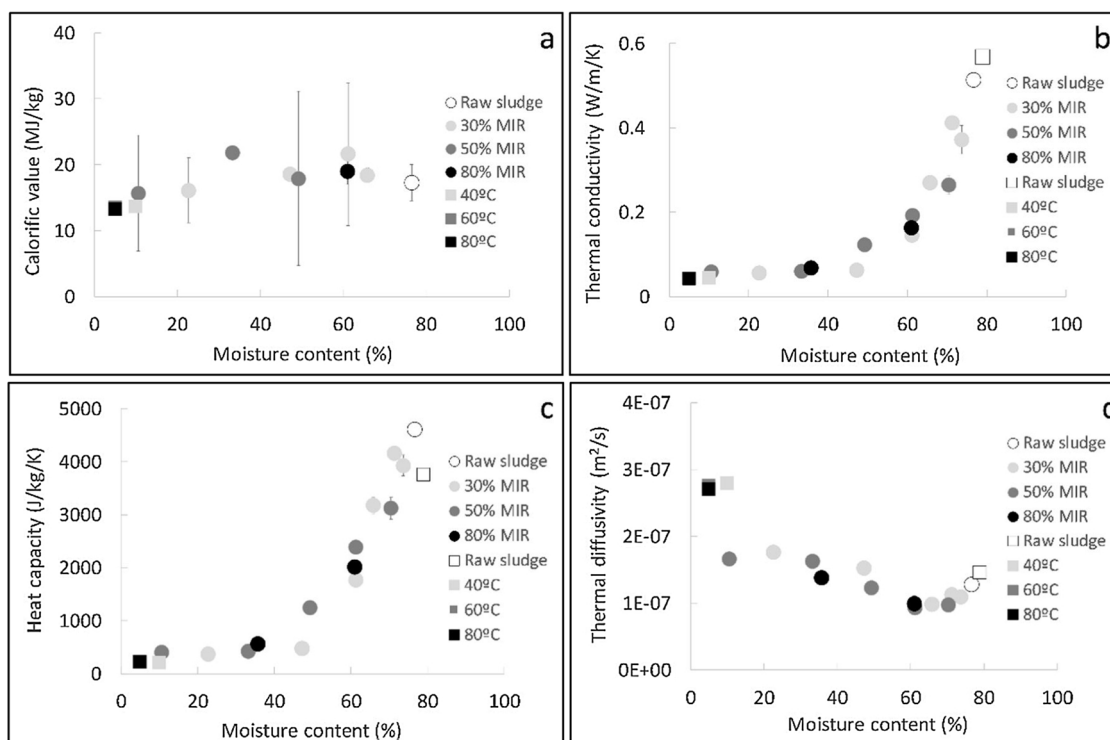 a
Calorific value (MJ/kg)
40
30
20
10
0
0 20 40 60 80 100
Moisture content (%)
Raw sludge
30% MIR
50% MIR
80% MIR
40ºC
60ºC
80ºC
b
Thermal conductivity (W/m/K)
0.6
0.4
0.2
0
0 20 40 60 80 100
Moisture content (%)
Raw sludge
30% MIR
50% MIR
80% MIR
Raw sludge
40ºC
60ºC
80ºC
c
Heat capacity (J/kg/K)
5000
4000
3000
2000
1000
0
0 20 40 60 80 100
Moisture content (%)
Raw sludge
30% MIR
50% MIR
80% MIR
Raw sludge
40ºC
60ºC
80ºC
Thermal diffusivity (m²/s)
4E-07
3E-07
2E-07
1E-07
0E+00
0 20 40 60 80 100
Moisture content (%)
Raw sludge
30% MIR
50% MIR
80% MIR
Raw sludge
40ºC
60ºC
80ºC